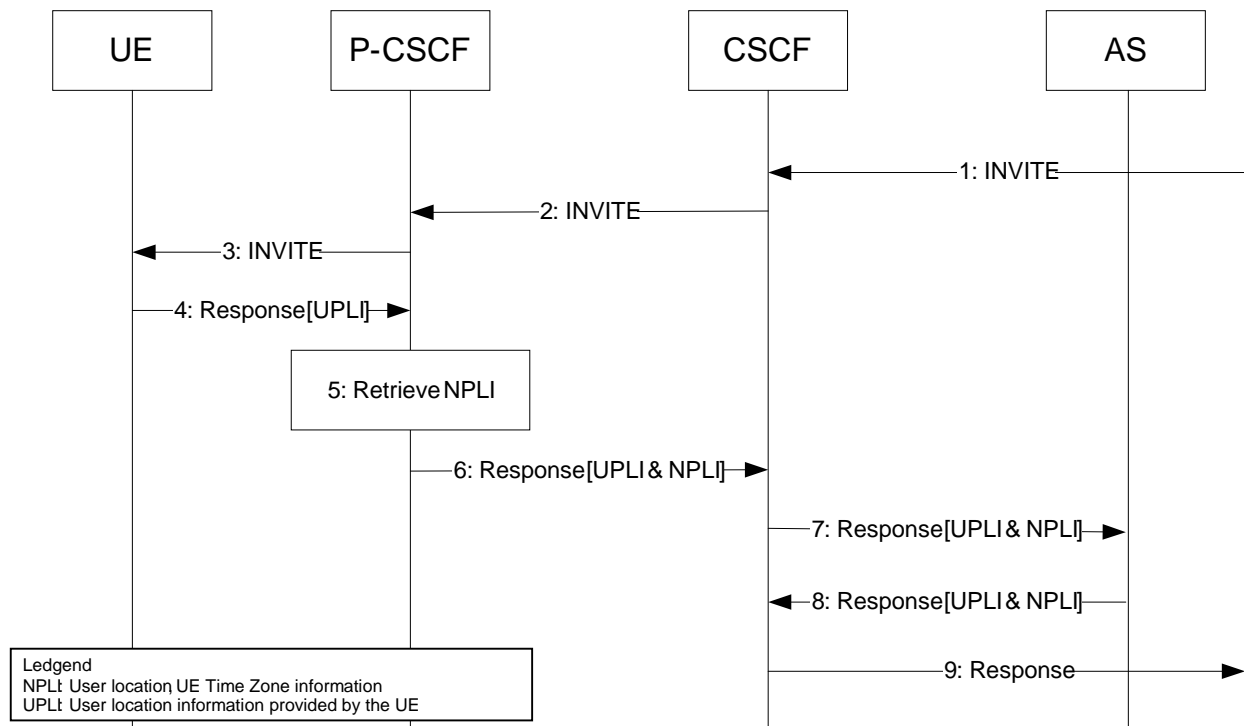 UE
P-CSCF
CSCF
AS
1: INVITE
2: INVITE
3: INVITE
4: Response[UPLI]
5: Retrieve NPLI
6: Response[UPLI & NPLI]
7: Response[UPLI & NPLI]
8: Response[UPLI & NPLI]
9: Response
Ledgend
NPLI: User location, UE Time Zone information
UPLI: User location information provided by the UE